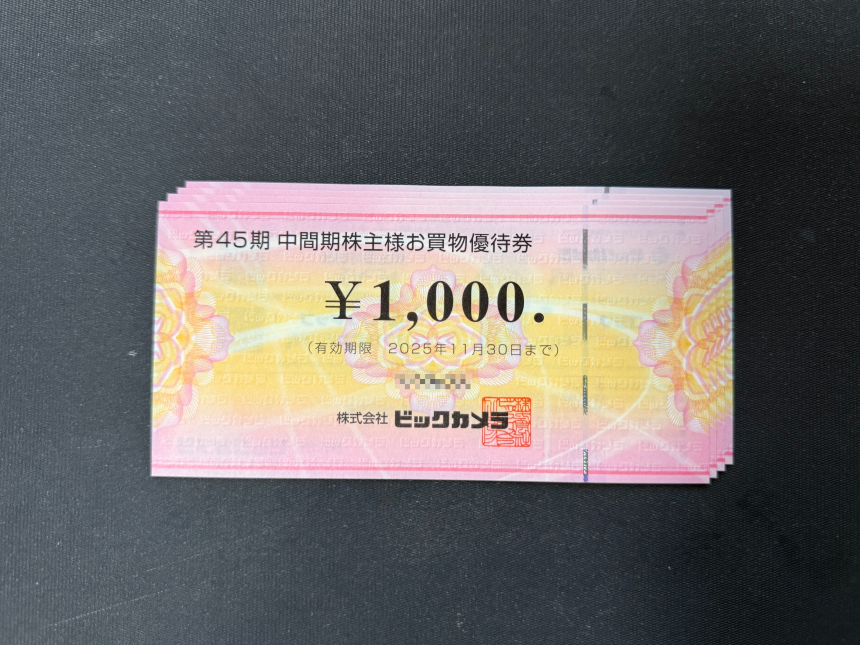 第45期 中間期株主様お買物優待券
¥1,000.
（有効期限　2025年11月30日まで）
株式会社 ビックカメラ